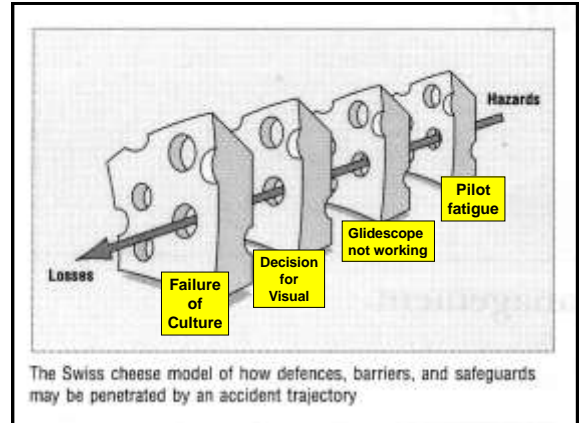 Hazards
Pilot
fatigue
Glidescope
not working
Decision
for
Visual
Failure
of
Culture
Losses
The Swiss cheese model of how defences, barriers, and safeguards
may be penetrated by an accident trajectory